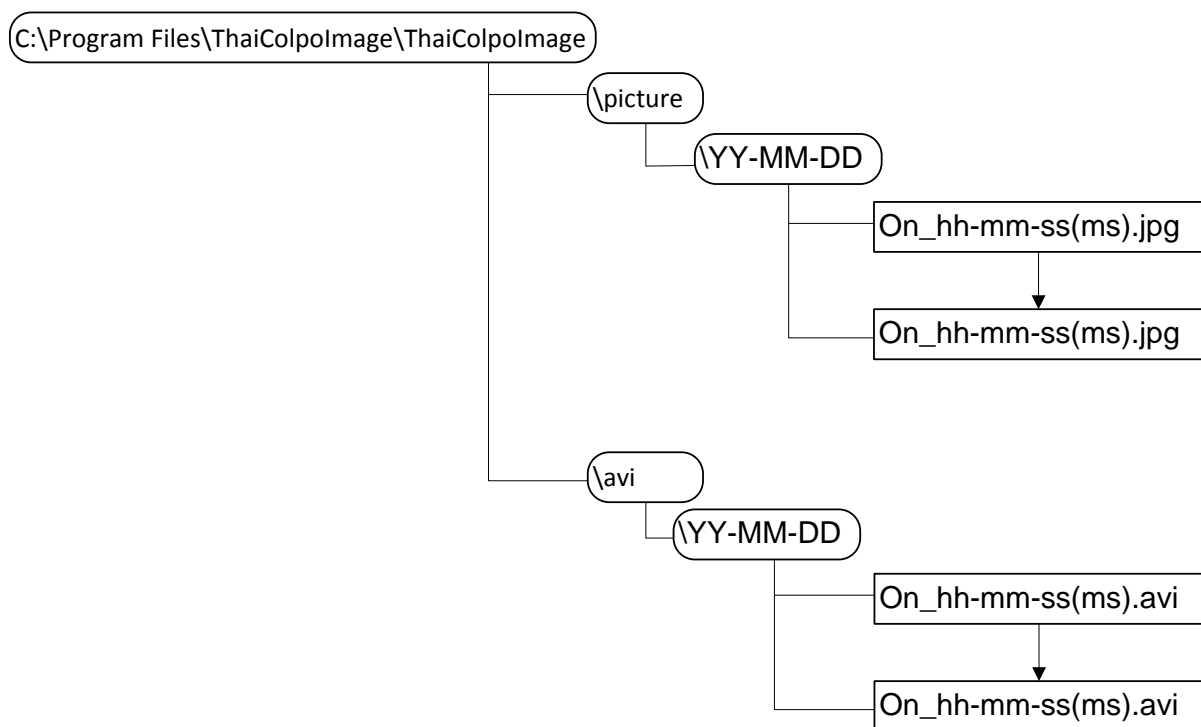 C:\Program Files\ThaiColpoImage\ThaiColpoImage
\picture
\YY-MM-DD
On_hh-mm-ss(ms).jpg
On_hh-mm-ss(ms).jpg
\avi
\YY-MM-DD
On_hh-mm-ss(ms).avi
On_hh-mm-ss(ms).avi